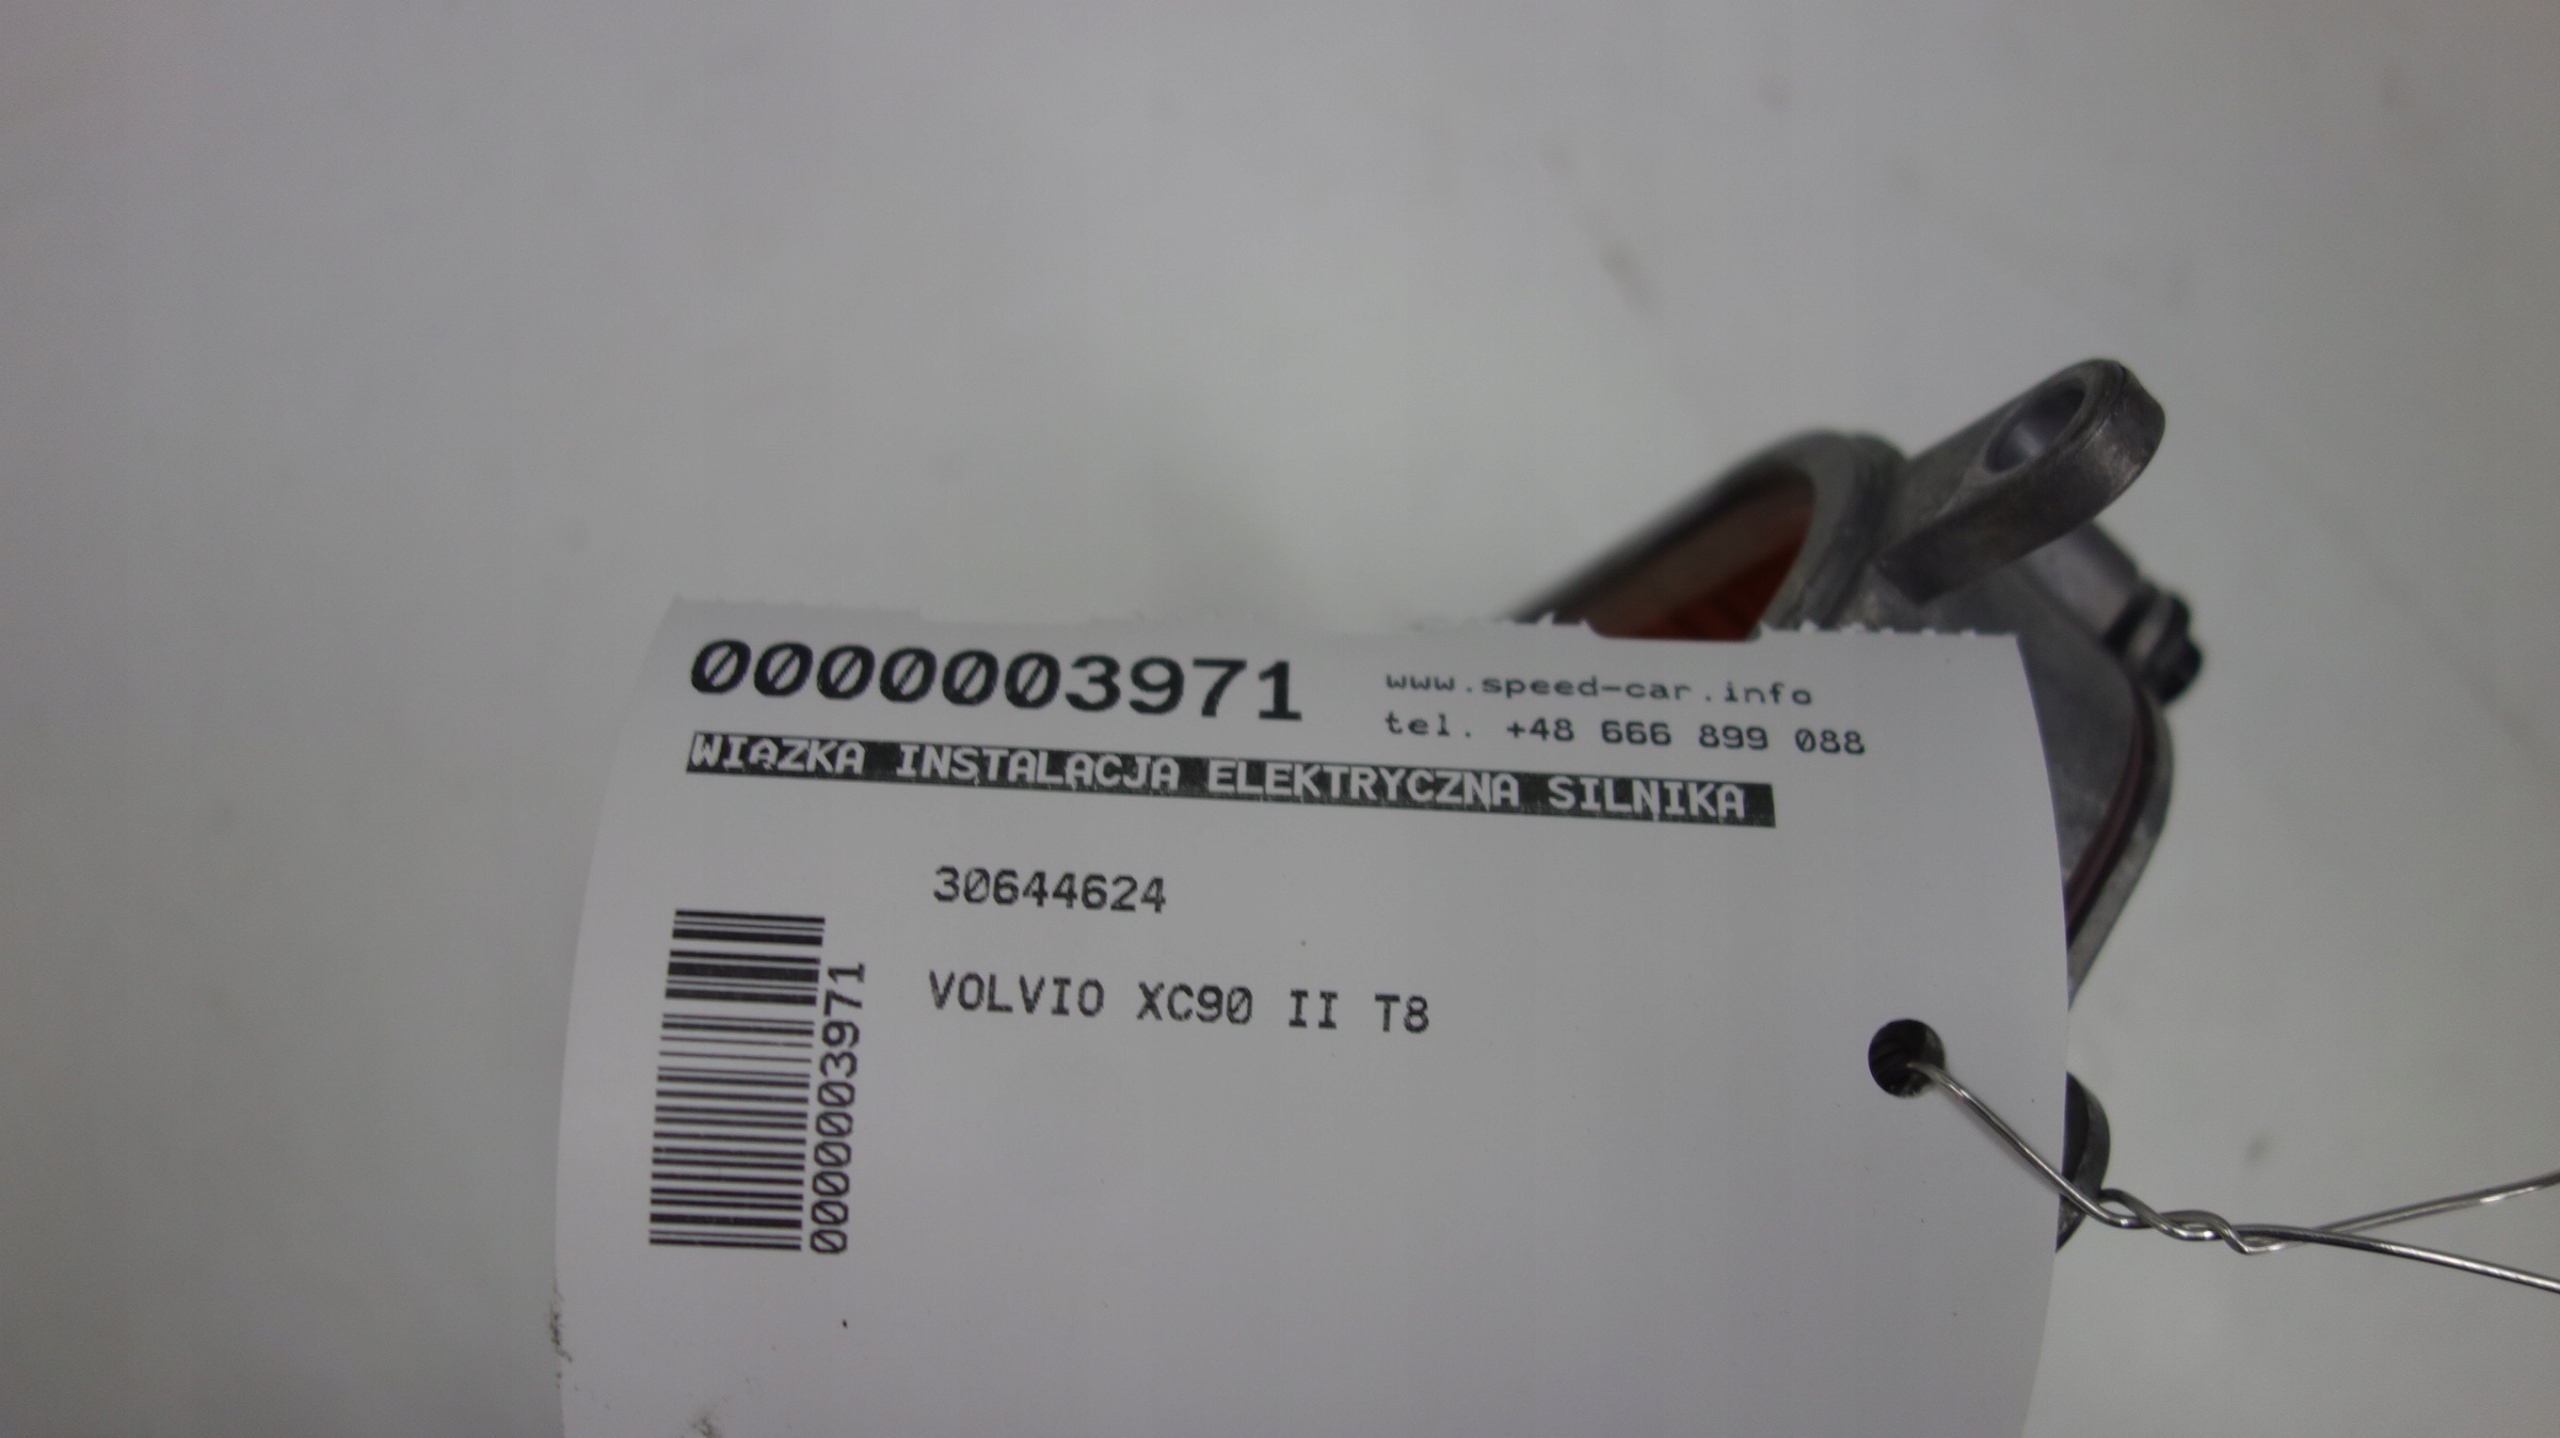 0000003971
www.speed-car.info
tel. +48 666 899 088
WIĄZKA INSTALACJA ELEKTRYCZNA SILNIKA
30644624
VOLVIO XC90 II T8
0000003971